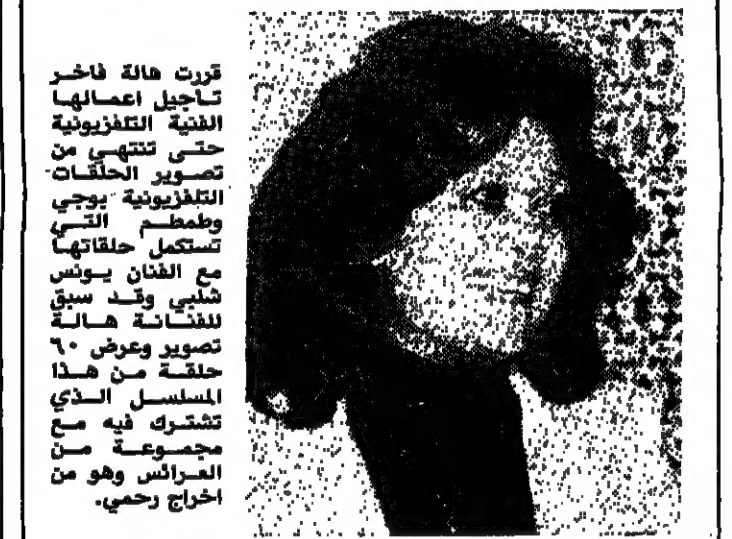 قررت هالة فاخر
تأجيل اعمالها
الفنية التلفزيونية
حتى تنتهي من
تصوير الحلقات
التلفزيونية بوجي
وطمطم التي
تستكمل حلقاتها
مع الفنان يونس
شلبي وقد سبق
للفنانة هالة
تصوير وعرض ٦٠
حلقة من هذا
المسلسل الذي
تشترك فيه مع
مجموعة من
العرائس وهو من
اخراج رحمي.